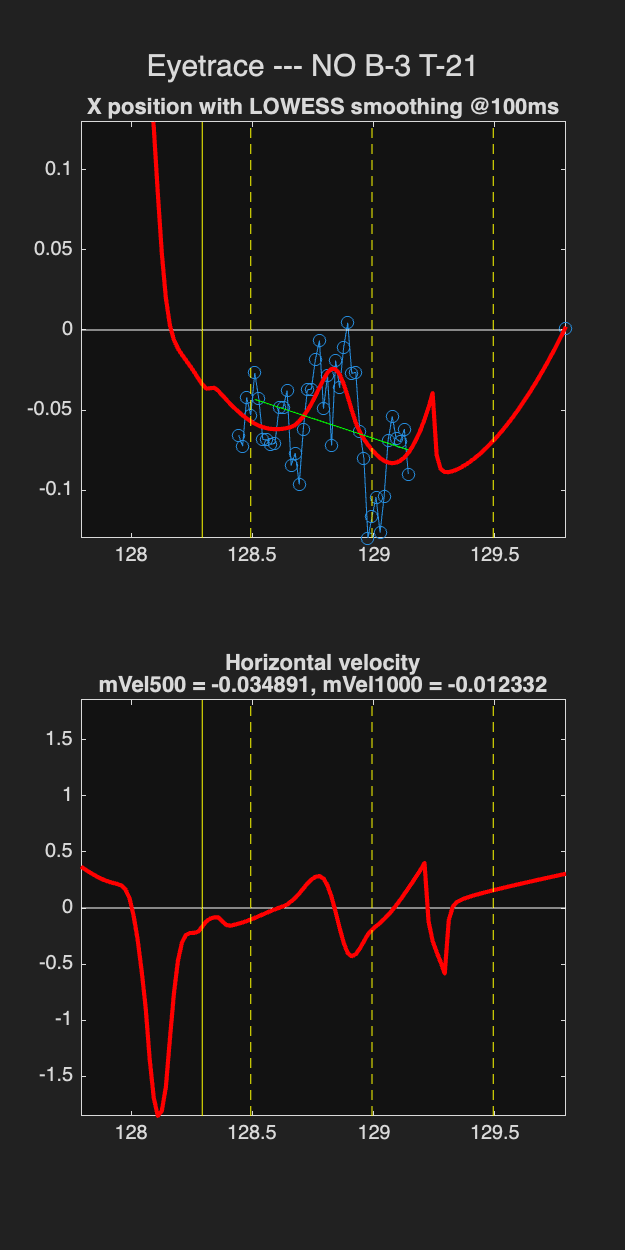 Eyetrace --- NO B-3 T-21
X position with LOWESS smoothing @100ms
0.1
0.05
0
-0.05
-0.1
128 128.5 129 129.5
Horizontal velocity
mVel500 = -0.034891, mVel1000 = -0.012332
1.5
1
0.5
0
-0.5
-1
-1.5
128 128.5 129 129.5